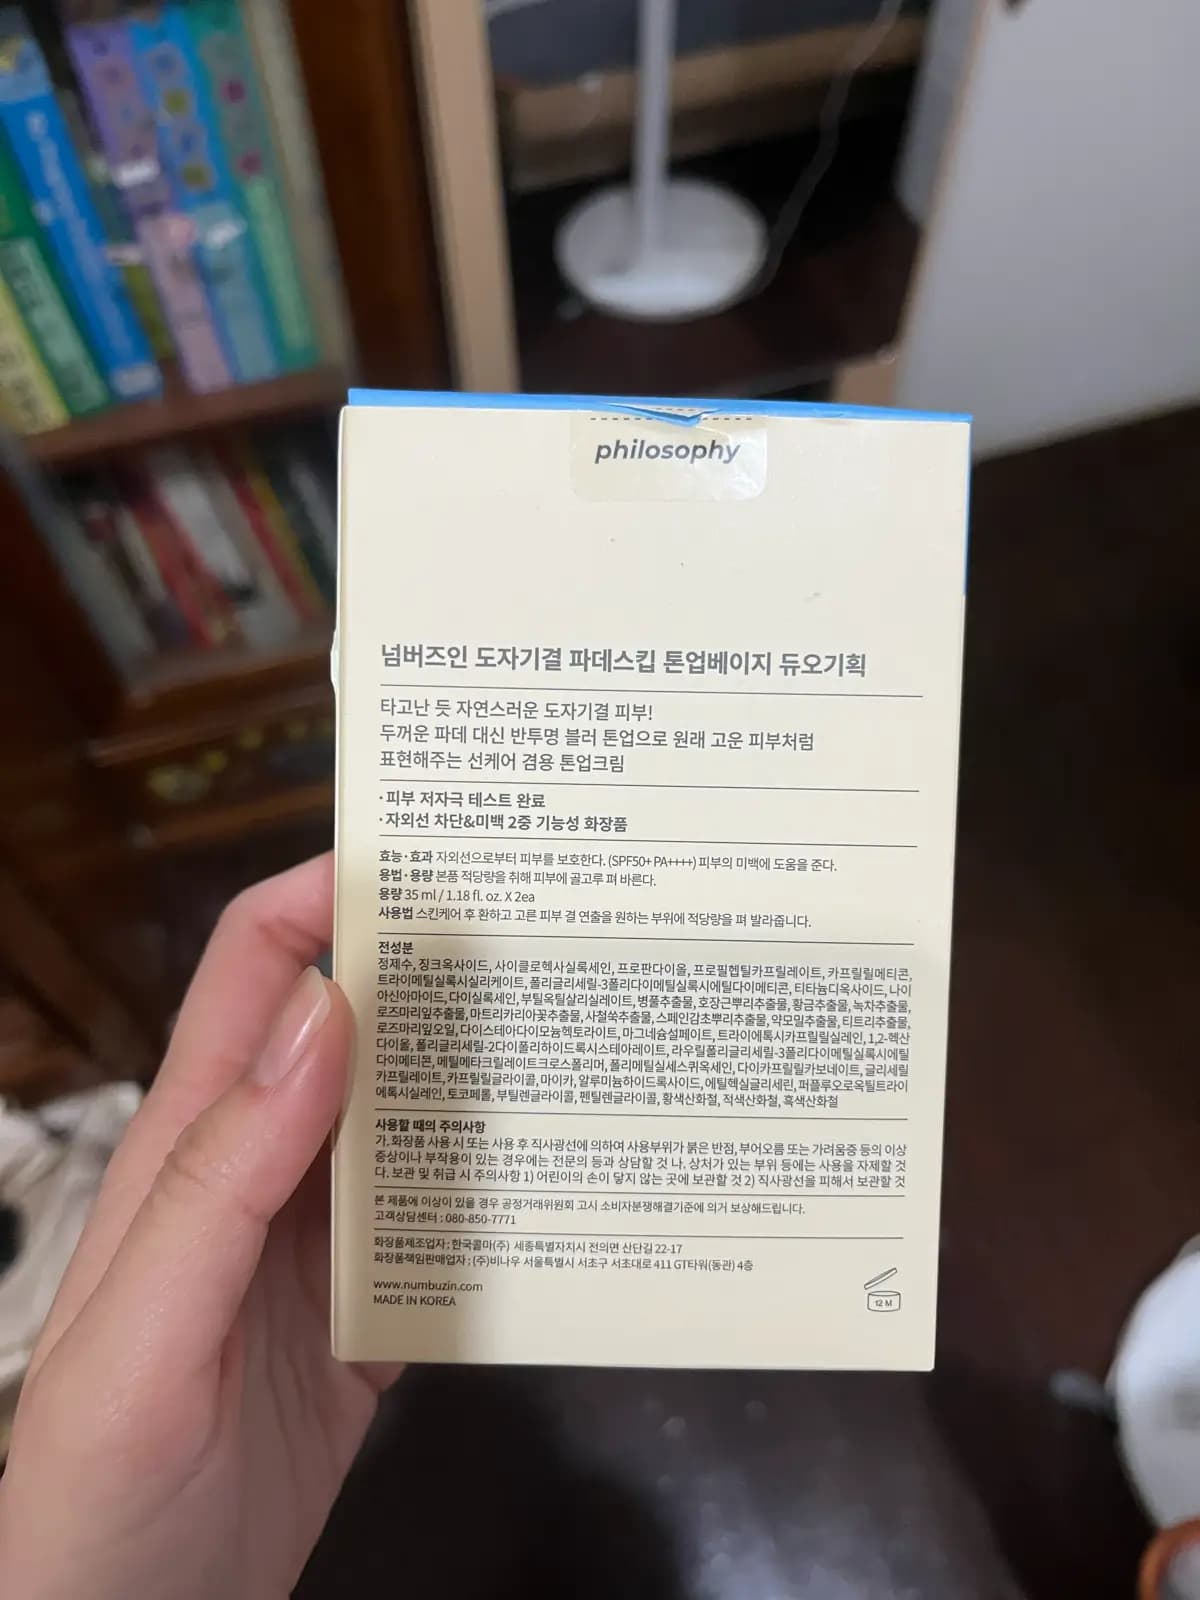 philosophy
넘버즈인 도자기결 파데스킵 톤업베이지 듀오기획
타고난 듯 자연스러운 도자기결 피부!
두꺼운 파데 대신 반투명 블러 톤업으로 원래 고운 피부처럼
표현해주는 선케어 겸용 톤업크림
· 피부 저자극 테스트 완료
· 자외선 차단&미백 2중 기능성 화장품
효능·효과 자외선으로부터 피부를 보호한다. (SPF50+ PA++++) 피부의 미백에 도움을 준다.
용법·용량 본품 적당량을 취해 피부에 골고루 펴 바른다.
용량 35 ml / 1.18 fl. oz. X 2ea
사용법 스킨케어 후 환하고 고른 피부 결 연출을 원하는 부위에 적당량을 펴 발라줍니다.
전성분
정제수, 징크옥사이드, 사이클로헥사실록세인, 프로판다이올, 프로필헵틸카프릴레이트, 카프릴릴메티콘,
트라이메틸실록시실리케이트, 폴리글리세릴-3폴리다이메틸실록시에틸다이메티콘, 티타늄디옥사이드, 나이
아신아마이드, 다이실록세인, 부틸옥틸살리실레이트, 병풀추출물, 호장근뿌리추출물, 황금추출물, 녹차추출물,
로즈마리잎추출물, 마트리카리아꽃추출물, 사철쑥추출물, 스페인감초뿌리추출물, 약모밀추출물, 티트리추출물,
로즈마리잎오일, 다이스테아다이모늄헥토라이트, 마그네슘설페이트, 트라이에톡시카프릴릴실레인, 1,2-헥산
다이올, 폴리글리세릴-2다이폴리하이드록시스테아레이트, 라우릴폴리글리세릴-3폴리다이메틸실록시에틸
다이메티콘, 메틸메타크릴레이트크로스폴리머, 폴리메틸실세스퀴옥세인, 다이카프릴릴카보네이트, 글리세릴
카프릴레이트, 카프릴릴글라이콜, 마이카, 알루미늄하이드록사이드, 에틸헥실글리세린, 퍼플루오로옥틸트라이
에톡시실레인, 토코페롤, 부틸렌글라이콜, 펜틸렌글라이콜, 황색산화철, 적색산화철, 흑색산화철
사용할 때의 주의사항
가. 화장품 사용 시 또는 사용 후 직사광선에 의하여 사용부위가 붉은 반점, 부어오름 또는 가려움증 등의 이상
증상이나 부작용이 있는 경우에는 전문의 등과 상담할 것 나. 상처가 있는 부위 등에는 사용을 자제할 것
다. 보관 및 취급 시 주의사항 1) 어린이의 손이 닿지 않는 곳에 보관할 것 2) 직사광선을 피해서 보관할 것
본 제품에 이상이 있을 경우 공정거래위원회 고시 소비자분쟁해결기준에 의거 보상해드립니다.
고객상담센터 : 080-850-7771
화장품제조업자 : 한국콜마(주) 세종특별자치시 전의면 산단길 22-17
화장품책임판매업자 : (주)비나우 서울특별시 서초구 서초대로 411 GT타워(동관) 4층
www.numbuzin.com
MADE IN KOREA
12 M